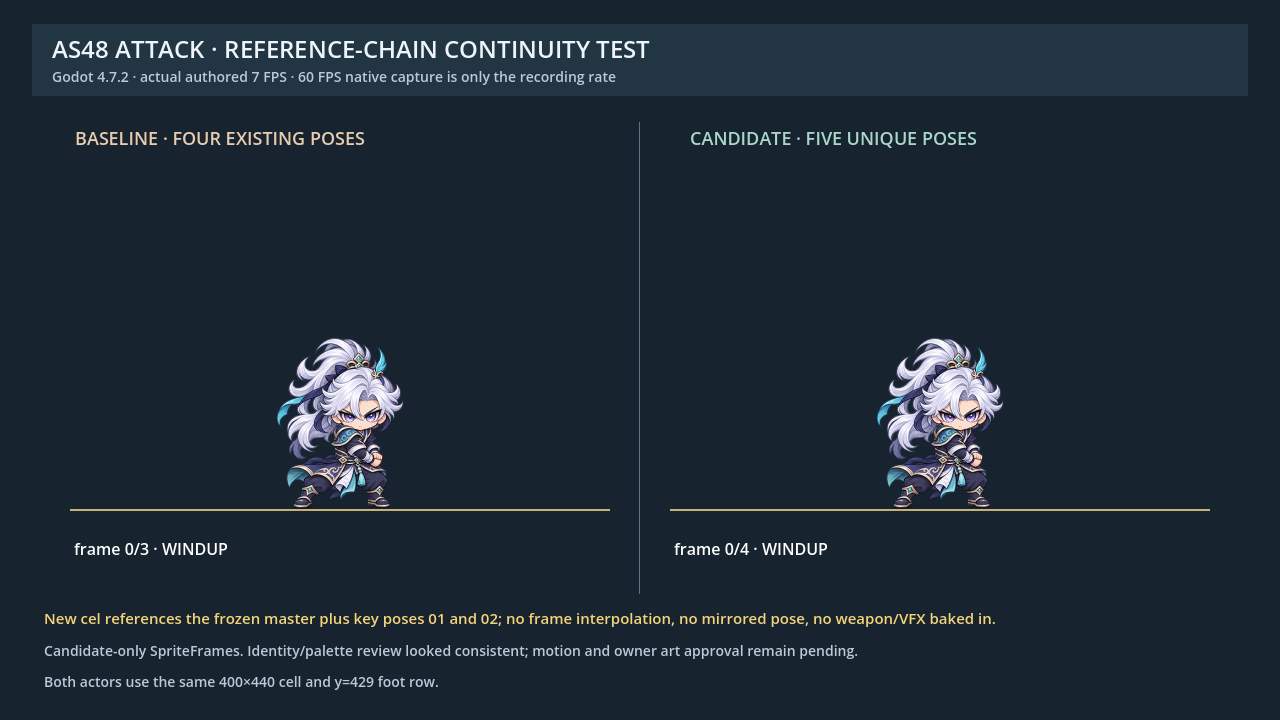 AS48 ATTACK · REFERENCE-CHAIN CONTINUITY TEST
Godot 4.7.2 · actual authored 7 FPS · 60 FPS native capture is only the recording rate
BASELINE · FOUR EXISTING POSES
CANDIDATE · FIVE UNIQUE POSES
frame 0/3 · WINDUP
frame 0/4 · WINDUP
New cel references the frozen master plus key poses 01 and 02; no frame interpolation, no mirrored pose, no weapon/VFX baked in.
Candidate-only SpriteFrames. Identity/palette review looked consistent; motion and owner art approval remain pending.
Both actors use the same 400×440 cell and y=429 foot row.